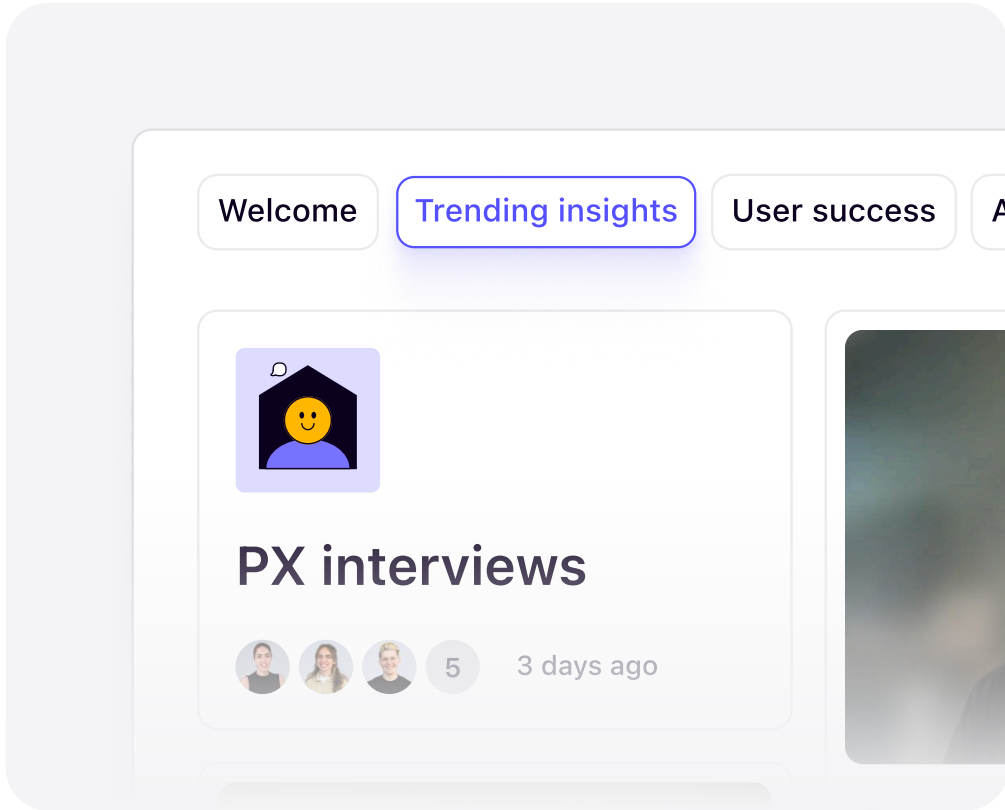 Welcome
Trending insights
User success
A
PX interviews
5
3 days ago